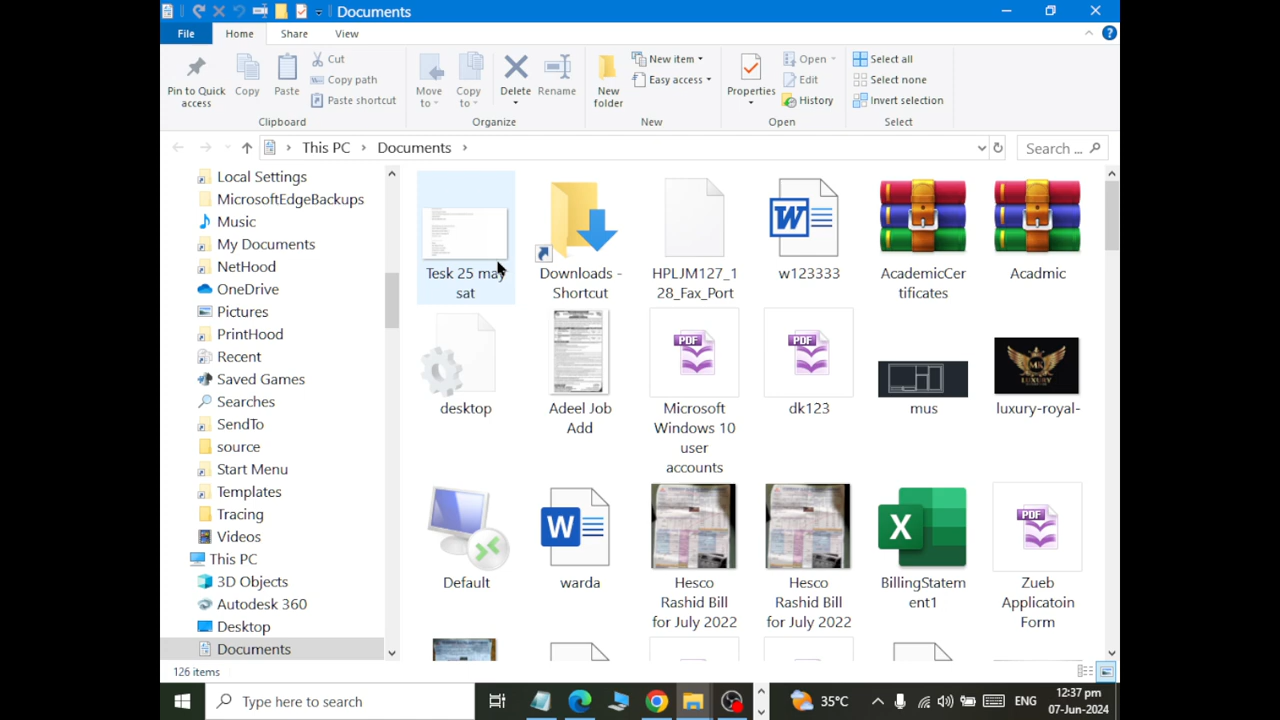 Documents
File Home Share View
Pin to Quick access
Copy
Paste
Cut
Copy path
Paste shortcut
Clipboard
Move to
Copy to
Delete
Rename
Organize
New folder
New item
Easy access
New
Properties
Open
Edit
History
Open
Select all
Select none
Invert selection
Select
This PC > Documents >
Search ...
Local Settings
MicrosoftEdgeBackups
Music
My Documents
NetHood
OneDrive
Pictures
PrintHood
Recent
Saved Games
Searches
SendTo
source
Start Menu
Templates
Tracing
Videos
This PC
3D Objects
Autodesk 360
Desktop
Documents
Tesk 25 may
sat
Downloads -
Shortcut
HPLJM127_1
28_Fax_Port
w123333
AcademicCer
tificates
Acadmic
desktop
Adeel Job
Add
PDF
Microsoft
Windows 10
user
accounts
PDF
dk123
mus
MK
LUXURY
luxury-royal-
Default
warda
Hesco
Rashid Bill
for July 2022
Hesco
Rashid Bill
for July 2022
BillingStatem
ent1
PDF
Zueb
Applicatoin
Form
126 items
Type here to search
35°C
ENG
12:37 pm
07-Jun-2024